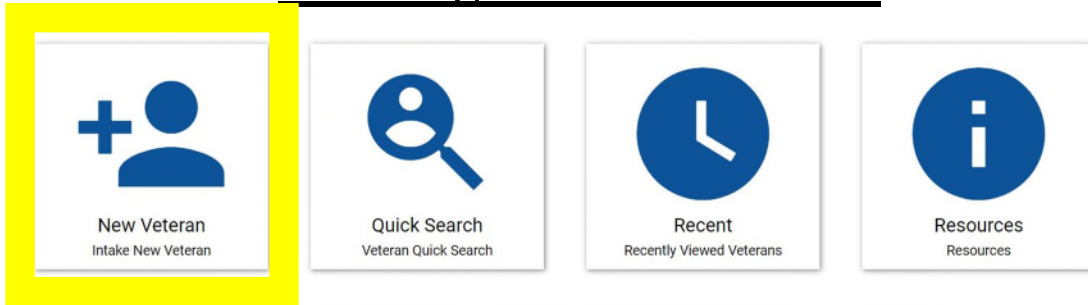 New Veteran
Intake New Veteran
Quick Search
Veteran Quick Search
Recent
Recently Viewed Veterans
Resources
Resources